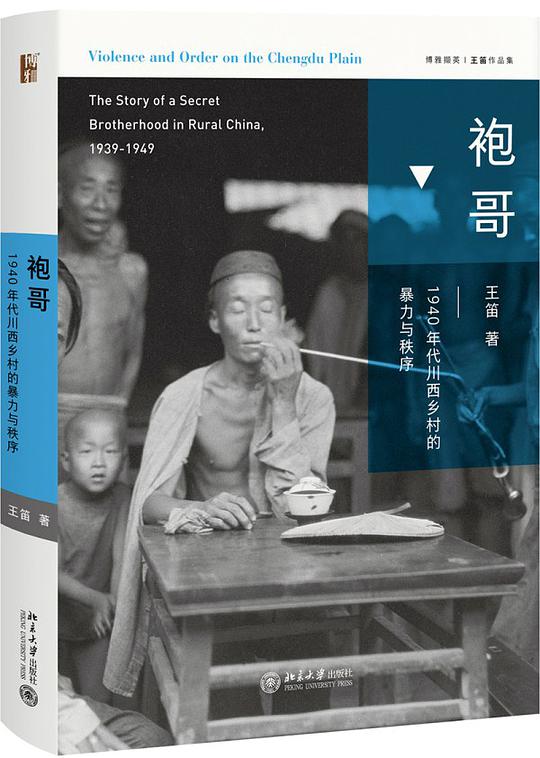 博雅
袍哥
1940年代川西乡村的暴力与秩序
王笛 著
北京大学出版社
PEKING UNIVERSITY PRESS
Violence and Order on the Chengdu Plain
博雅撷英 | 王笛作品集
The Story of a Secret
Brotherhood in Rural China,
1939-1949
袍哥
王笛 著
——1940年代川西乡村的
暴力与秩序
北京大学出版社
PEKING UNIVERSITY PRESS